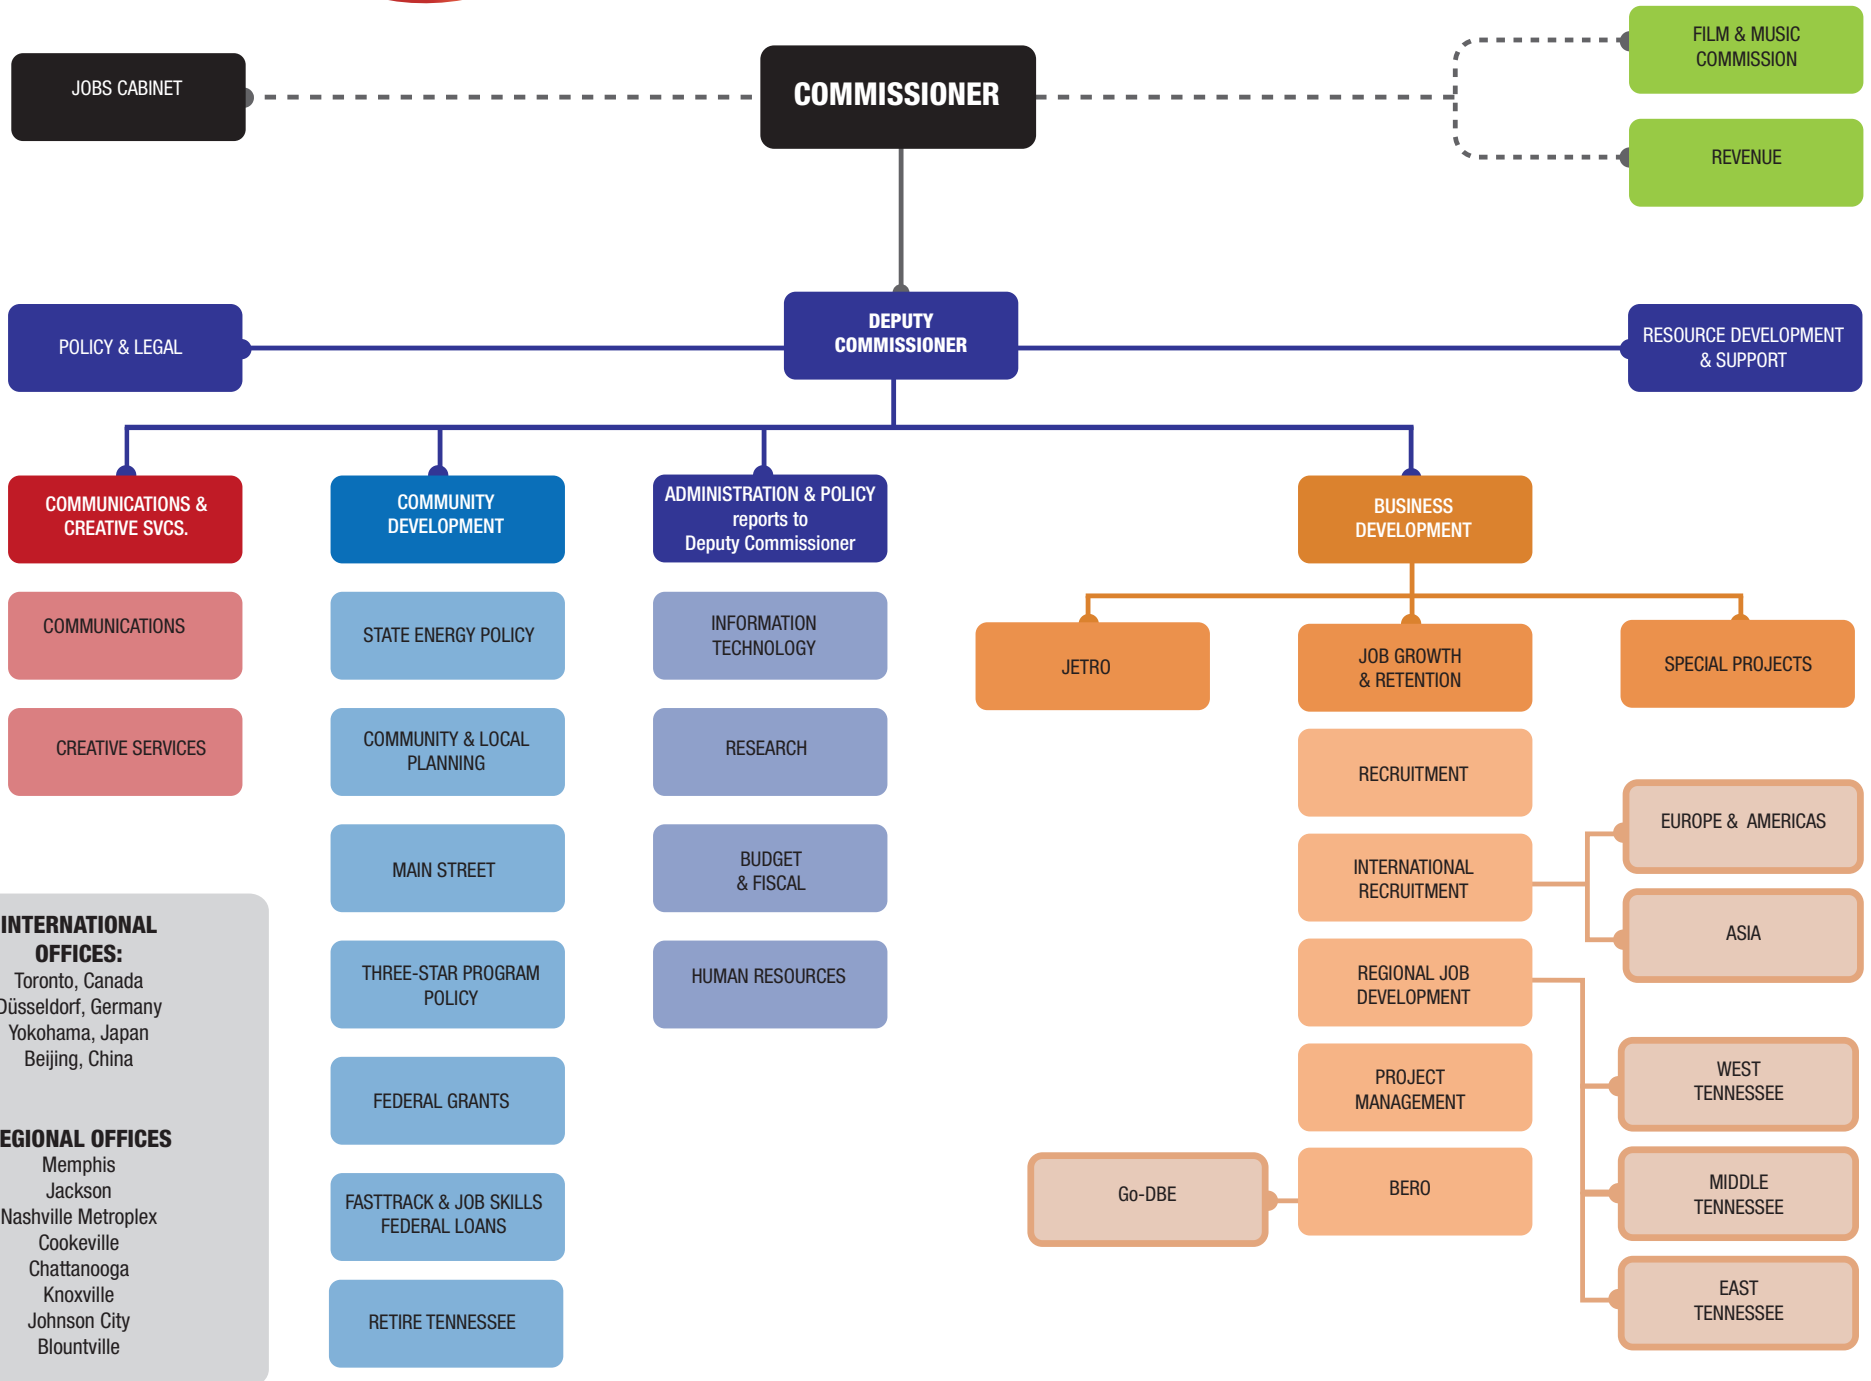 JOBS CABINET
COMMISSIONER
FILM & MUSIC
COMMISSION
REVENUE
POLICY & LEGAL
DEPUTY
COMMISSIONER
RESOURCE DEVELOPMENT
& SUPPORT
COMMUNICATIONS &
CREATIVE SVCS.
COMMUNICATIONS
CREATIVE SERVICES
COMMUNITY
DEVELOPMENT
STATE ENERGY POLICY
COMMUNITY & LOCAL
PLANNING
MAIN STREET
THREE-STAR PROGRAM
POLICY
FEDERAL GRANTS
FASTTRACK & JOB SKILLS
FEDERAL LOANS
RETIRE TENNESSEE
ADMINISTRATION & POLICY
reports to
Deputy Commissioner
INFORMATION
TECHNOLOGY
RESEARCH
BUDGET
& FISCAL
HUMAN RESOURCES
BUSINESS
DEVELOPMENT
JETRO
JOB GROWTH
& RETENTION
SPECIAL PROJECTS
RECRUITMENT
INTERNATIONAL
RECRUITMENT
EUROPE & AMERICAS
ASIA
REGIONAL JOB
DEVELOPMENT
WEST
TENNESSEE
MIDDLE
TENNESSEE
EAST
TENNESSEE
PROJECT
MANAGEMENT
BERO
Go-DBE
INTERNATIONAL
OFFICES:
Toronto, Canada
Düsseldorf, Germany
Yokohama, Japan
Beijing, China
EGIONAL OFFICES
Memphis
Jackson
Nashville Metroplex
Cookeville
Chattanooga
Knoxville
Johnson City
Blountville